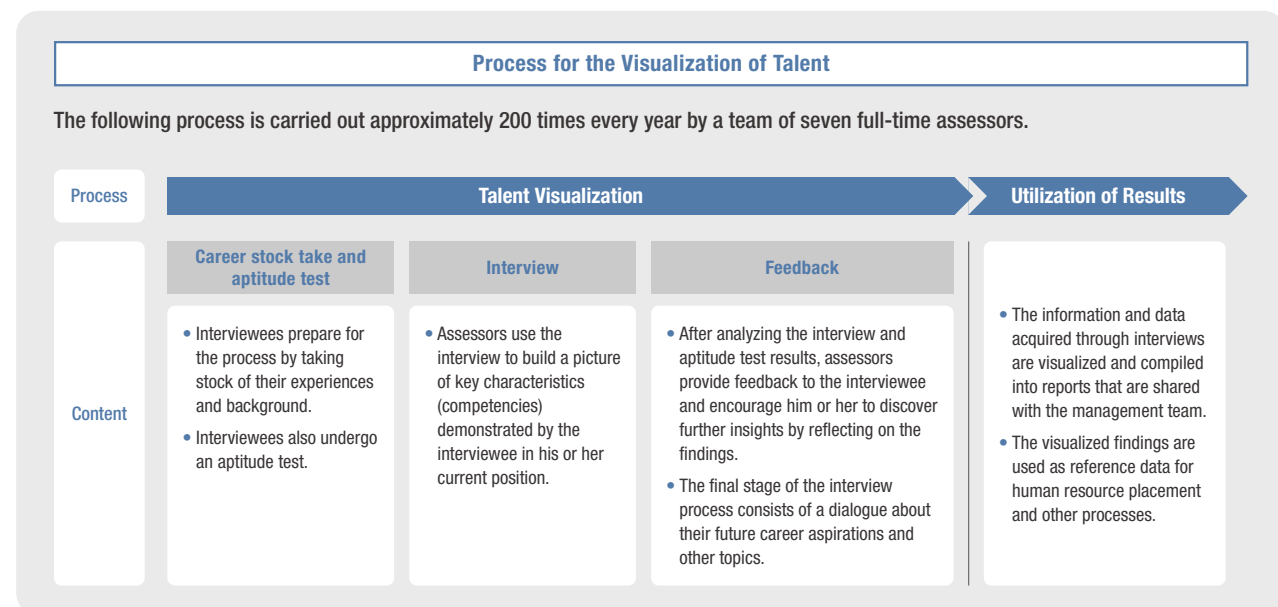 Process for the Visualization of Talent
The following process is carried out approximately 200 times every year by a team of seven full-time assessors.
Process
Talent Visualization
Utilization of Results
Content
Career stock take and
aptitude test
• Interviewees prepare for
the process by taking
stock of their experiences
and background.
• Interviewees also undergo
an aptitude test.
Interview
• Assessors use the
interview to build a picture
of key characteristics
(competencies)
demonstrated by the
interviewee in his or her
current position.
Feedback
• After analyzing the interview and
aptitude test results, assessors
provide feedback to the interviewee
and encourage him or her to discover
further insights by reflecting on the
findings.
• The final stage of the interview
process consists of a dialogue about
their future career aspirations and
other topics.
• The information and data
acquired through interviews
are visualized and compiled
into reports that are shared
with the management team.
• The visualized findings are
used as reference data for
human resource placement
and other processes.